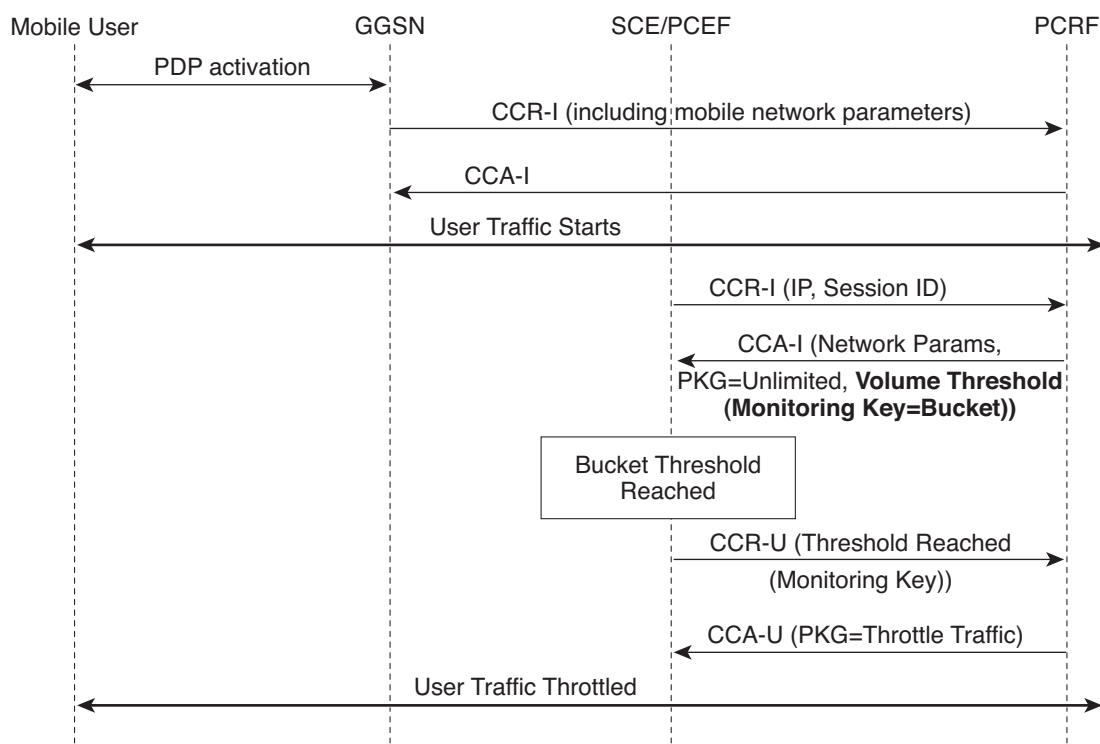 Mobile User
GGSN
SCE/PCEF
PCRF
PDP activation
CCR-I (including mobile network parameters)
CCA-I
User Traffic Starts
CCR-I (IP, Session ID)
CCA-I (Network Params,
PKG=Unlimited, Volume Threshold
(Monitoring Key=Bucket))
Bucket Threshold
Reached
CCR-U (Threshold Reached
(Monitoring Key))
CCA-U (PKG=Throttle Traffic)
User Traffic Throttled